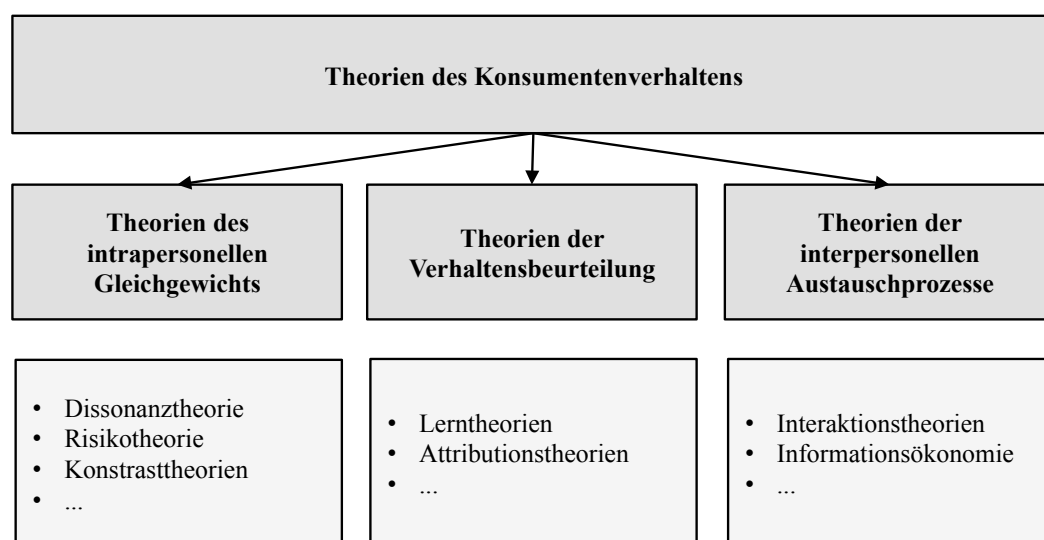 Theorien des Konsumentenverhaltens
Theorien des
intrapersonellen
Gleichgewichts
Theorien der
Verhaltensbeurteilung
Theorien der
interpersonellen
Austauschprozesse
• Dissonanztheorie
• Risikotheorie
• Konstrasttheorien
• ...
• Lerntheorien
• Attributionstheorien
• ...
• Interaktionstheorien
• Informationsökonomie
• ...